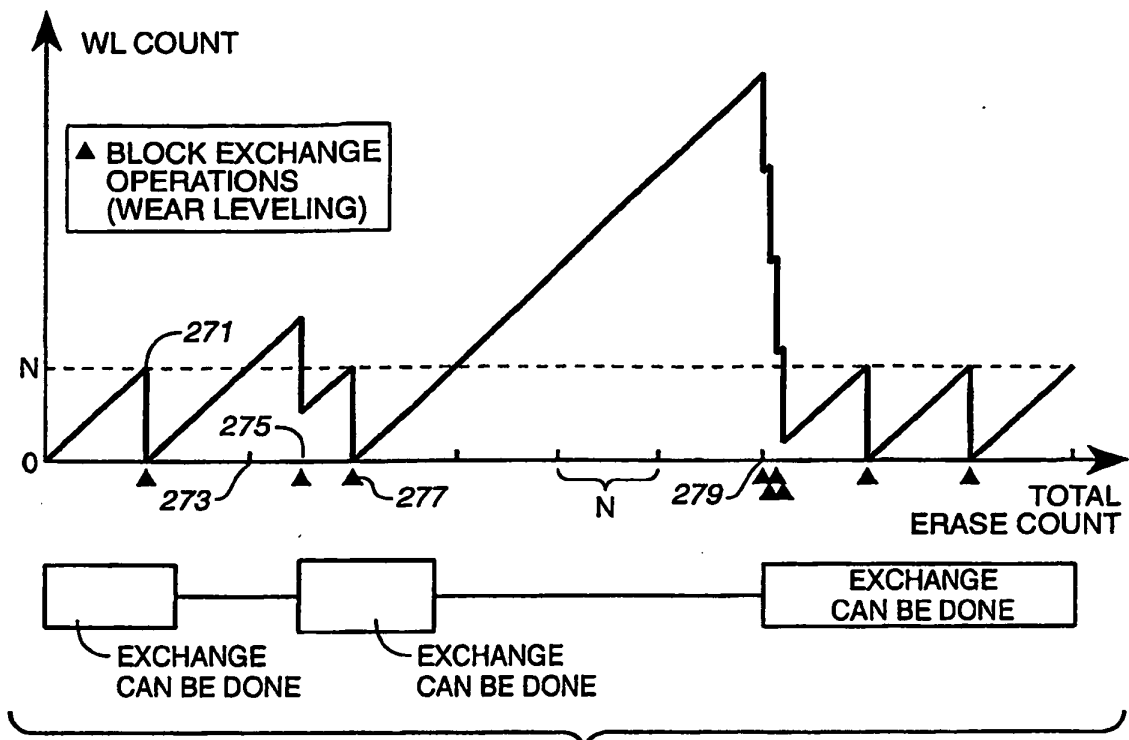 WL COUNT
▲ BLOCK EXCHANGE
OPERATIONS
(WEAR LEVELING)
271
N
275
0
273
277
N
279
TOTAL
ERASE COUNT
EXCHANGE
CAN BE DONE
EXCHANGE
CAN BE DONE
EXCHANGE
CAN BE DONE